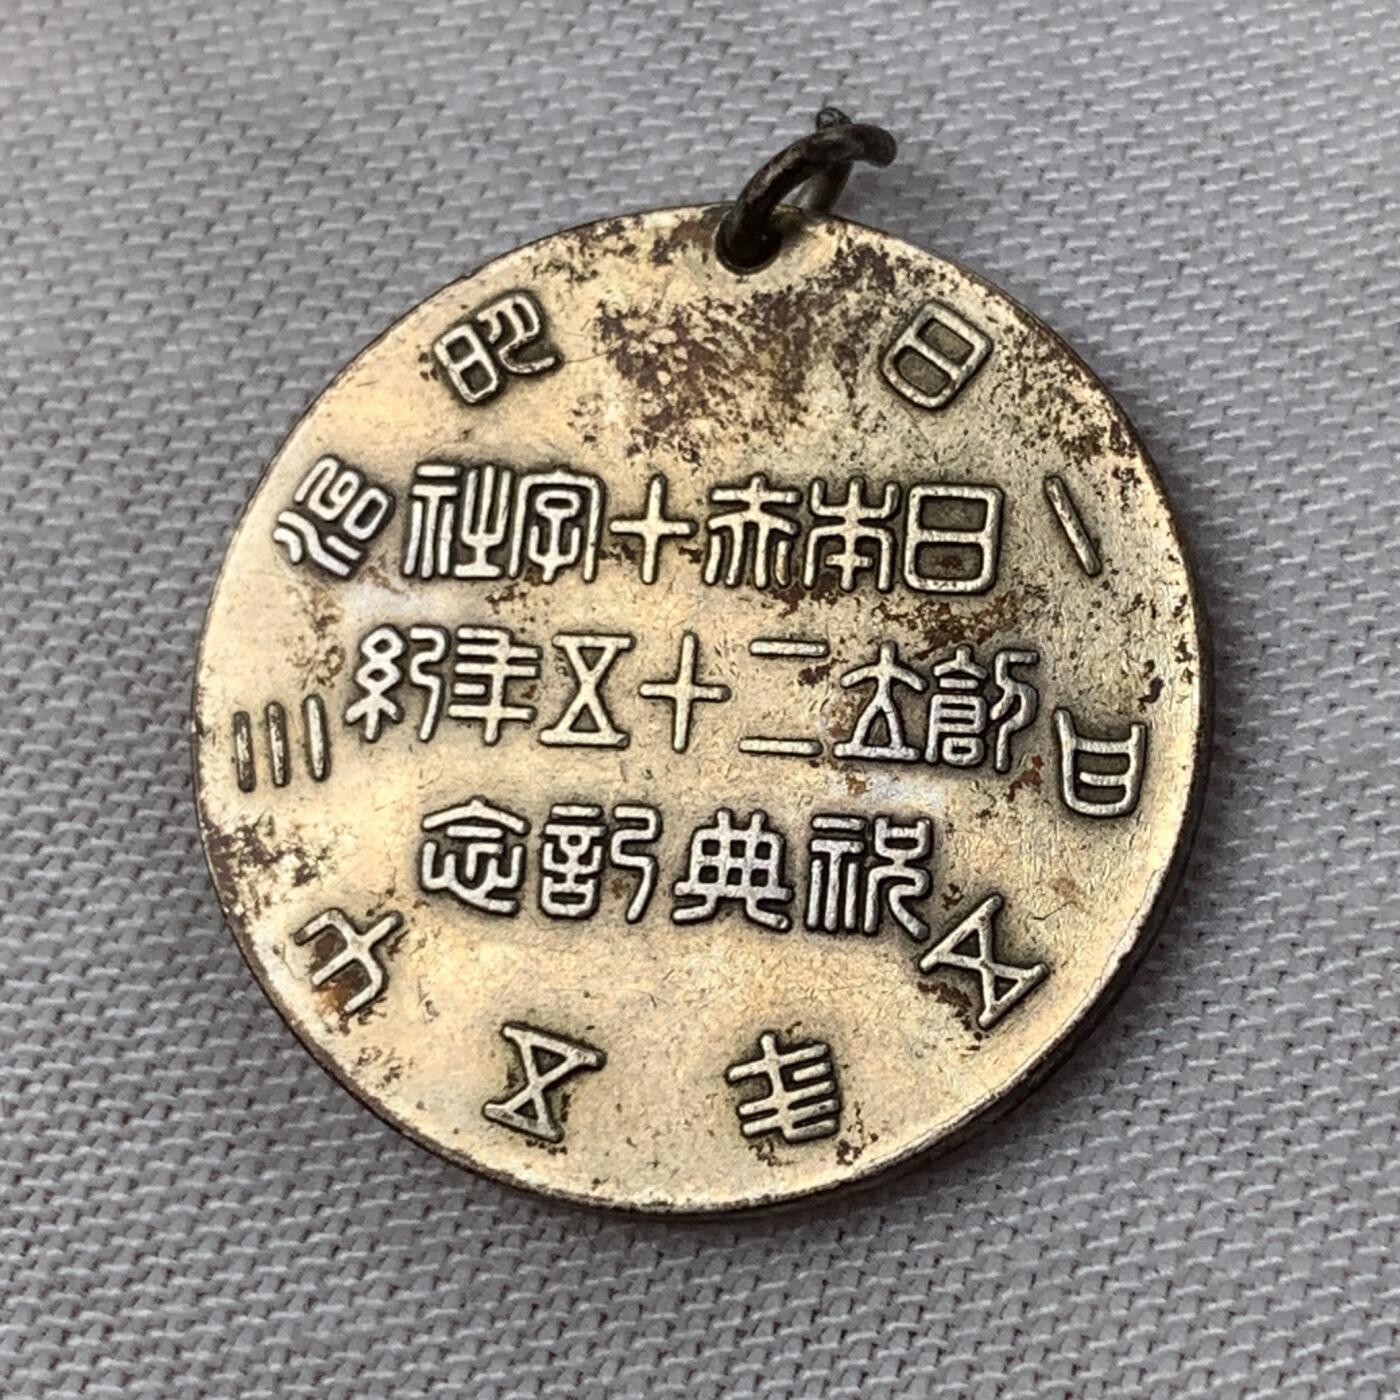 日本赤十字社
創立二十五年紀
祝典記念
明治三十五年五月一日